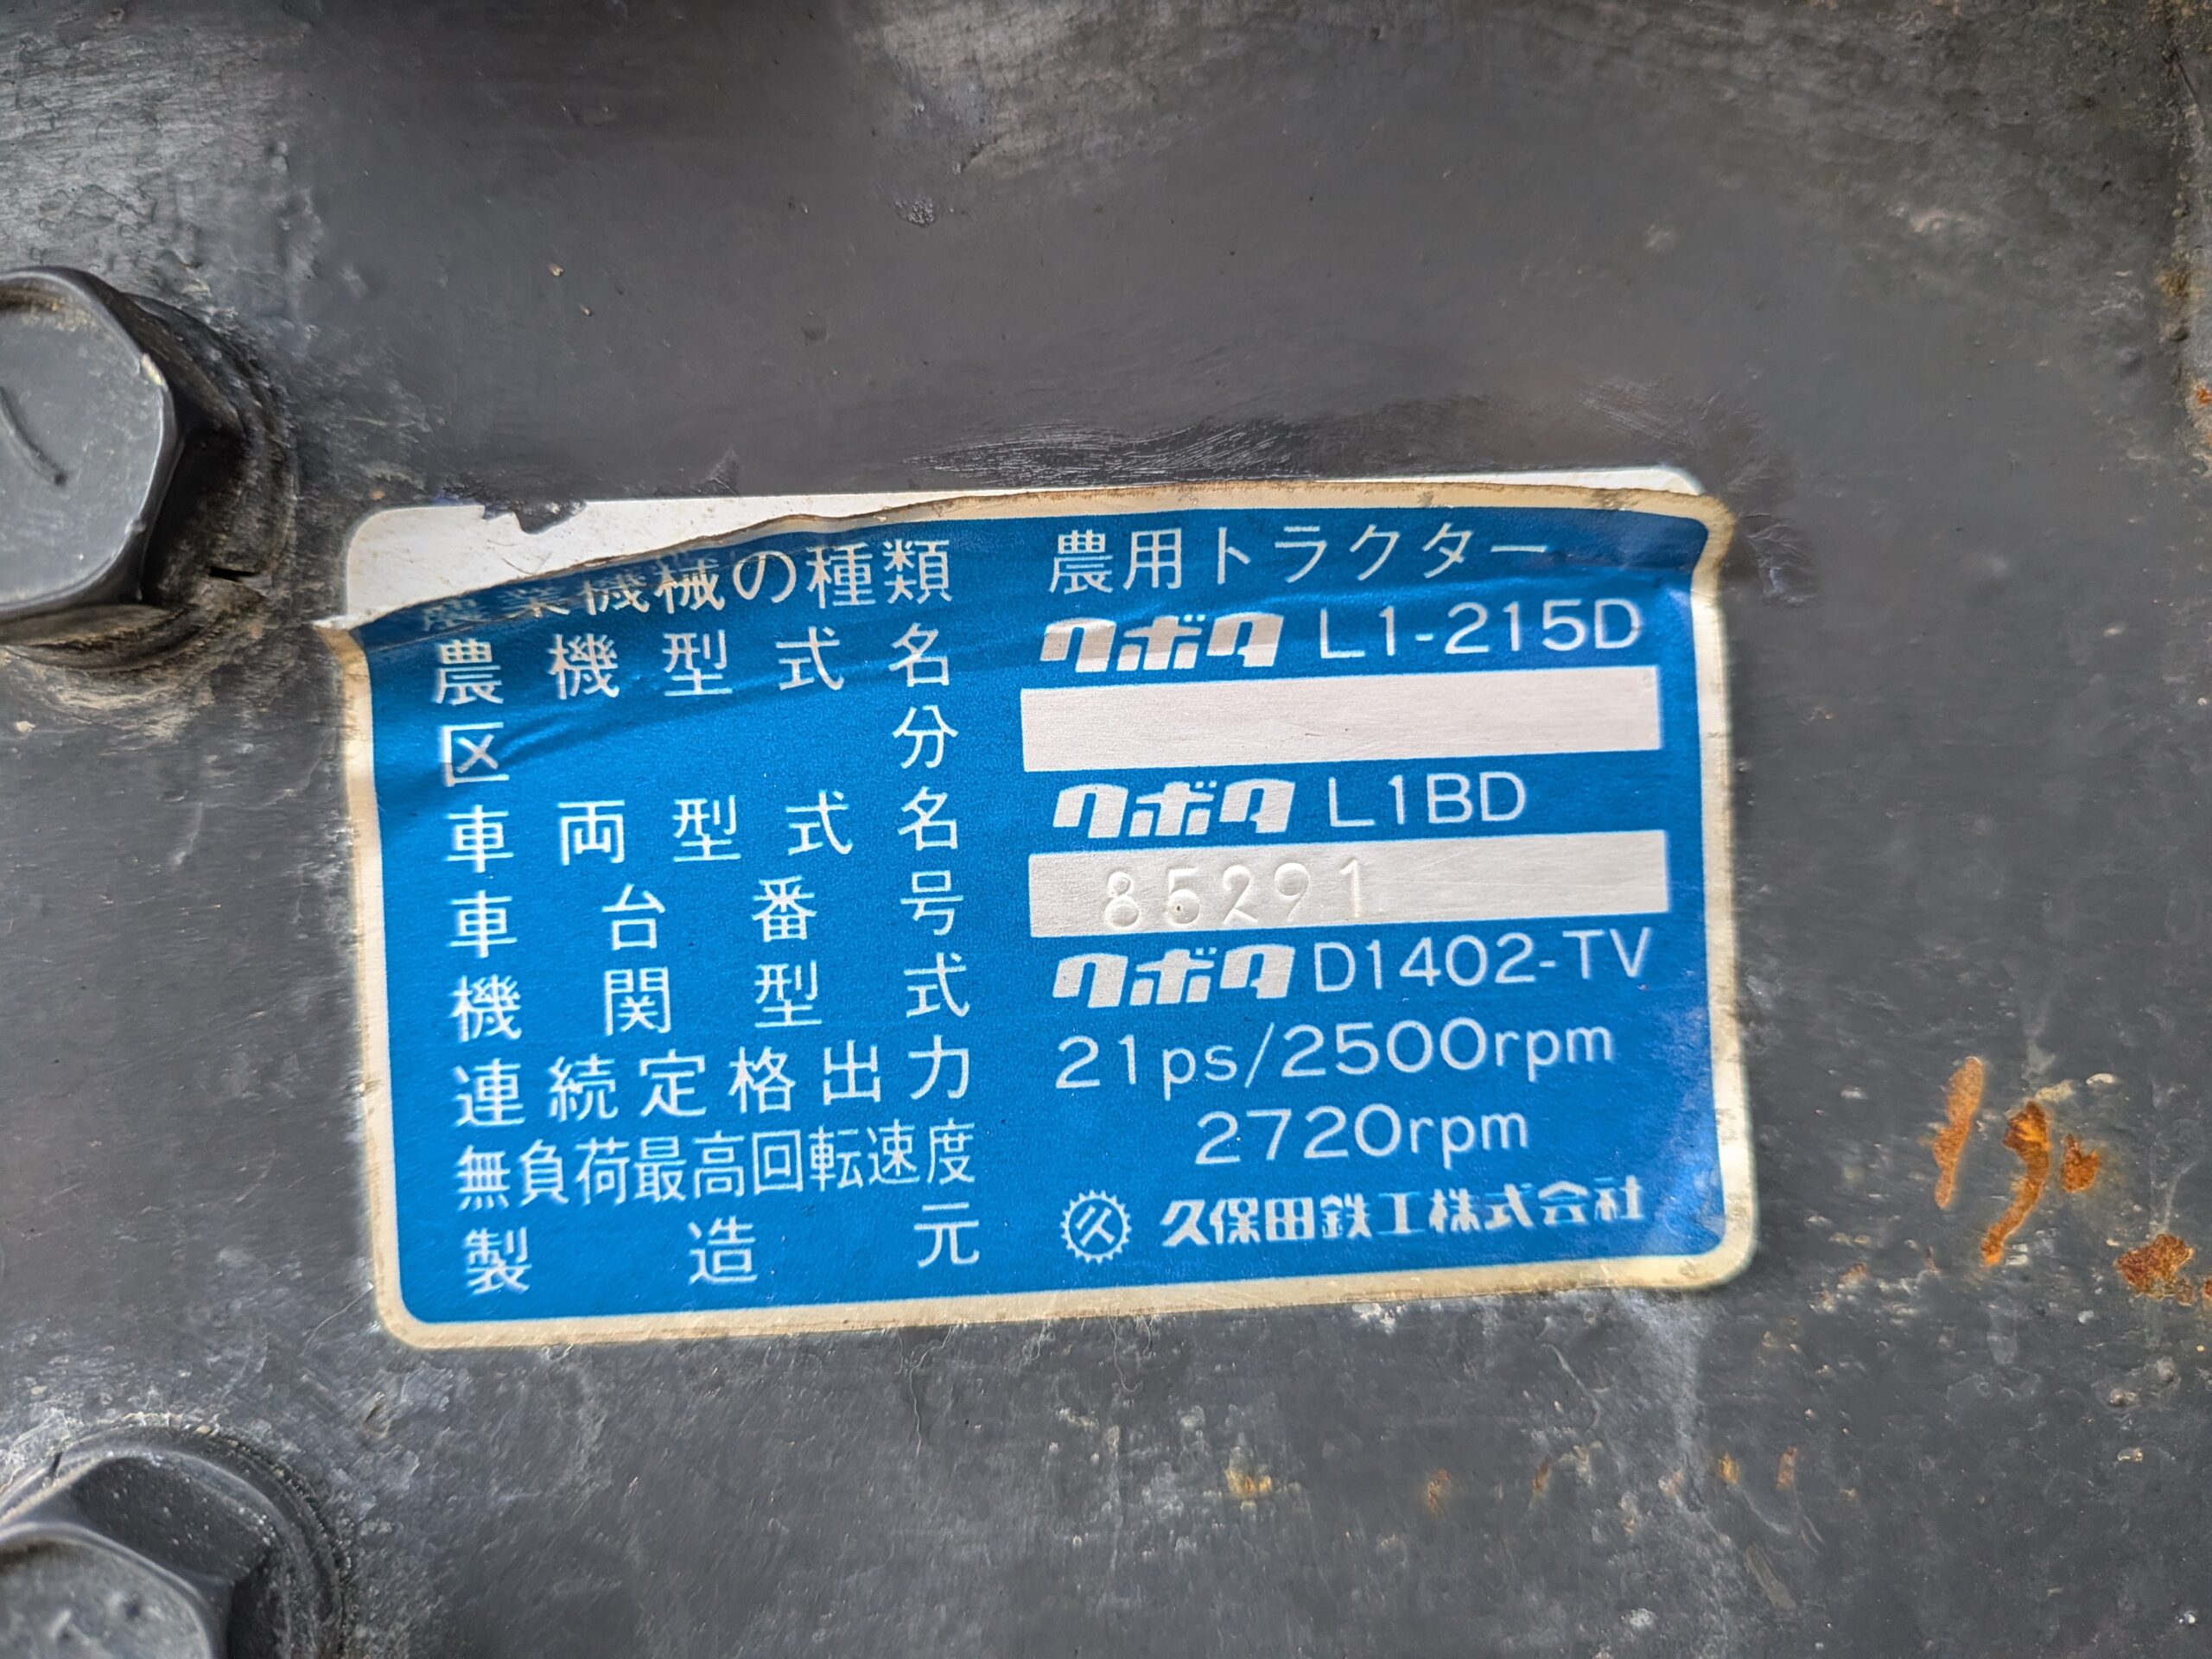 農業機械の種類 農用トラクター
農機型式名 クボタ L1-215D
区分
車両型式名 クボタ L1BD
車台番号 85291
機関型式 クボタ D1402-TV
連続定格出力 21ps/2500rpm
無負荷最高回転速度 2720rpm
製造元 久 久保田鉄工株式会社